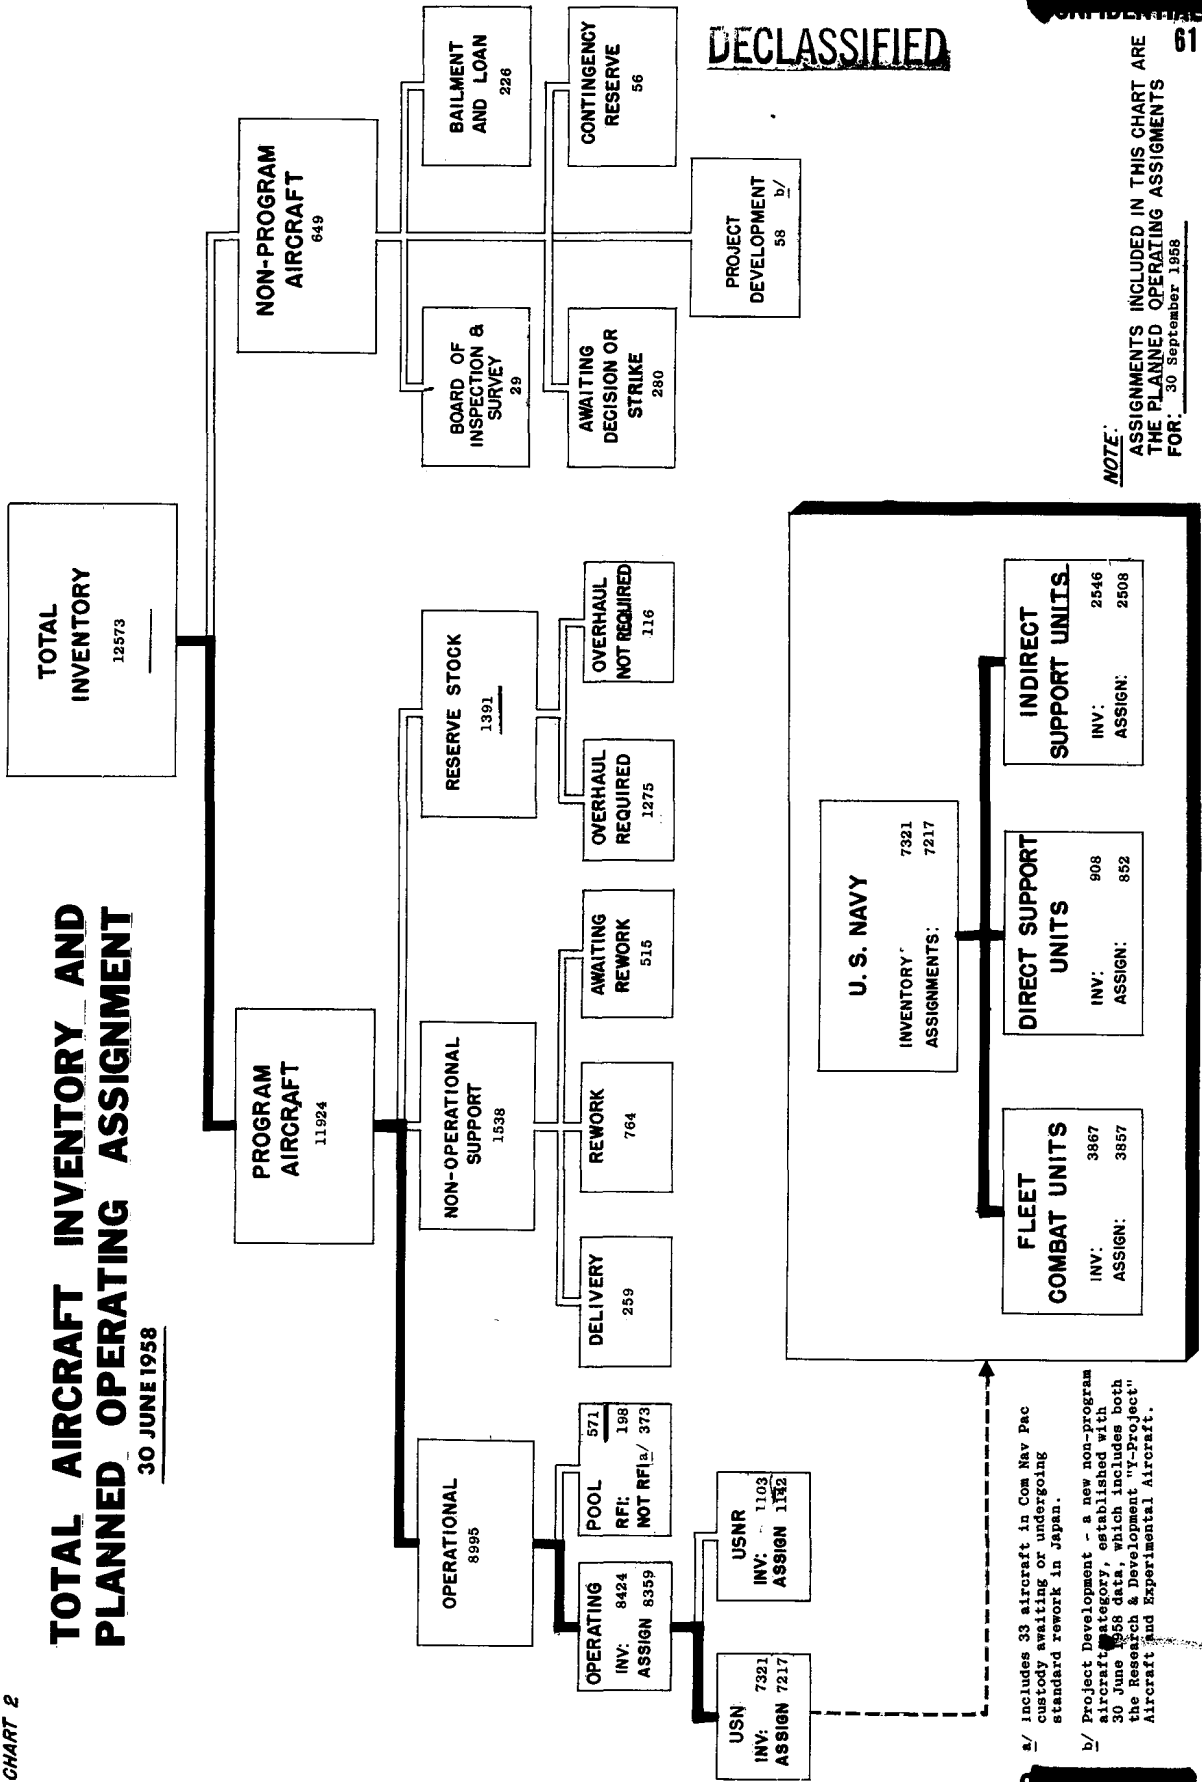 CHART 2
TOTAL AIRCRAFT INVENTORY AND
PLANNED OPERATING ASSIGNMENT
30 JUNE 1958
TOTAL
INVENTORY
12573
PROGRAM
AIRCRAFT
11924
NON-PROGRAM
AIRCRAFT
649
OPERATIONAL
8995
NON-OPERATIONAL
SUPPORT
1538
RESERVE STOCK
1391
BOARD OF
INSPECTION &
SURVEY
29
BAILMENT
AND LOAN
226
OPERATING
INV: 8424
ASSIGN 8359
POOL 571
RFI: 198
NOT RFI a/ 373
DELIVERY
259
REWORK
764
AWAITING
REWORK
515
OVERHAUL
REQUIRED
1275
OVERHAUL
NOT REQUIRED
116
AWAITING
DECISION OR
STRIKE
280
CONTINGENCY
RESERVE
56
USN
INV: 7321
ASSIGN 7217
USNR
INV: 1103
ASSIGN 1142
PROJECT
DEVELOPMENT
58 b/
DECLASSIFIED
U. S. NAVY
INVENTORY 7321
ASSIGNMENTS: 7217
FLEET
COMBAT UNITS
INV: 3867
ASSIGN: 3857
DIRECT SUPPORT
UNITS
INV: 908
ASSIGN: 852
INDIRECT
SUPPORT UNITS
INV: 2546
ASSIGN: 2508
a/ Includes 33 aircraft in Com Nav Pac
custody awaiting or undergoing
standard rework in Japan.
b/ Project Development - a new non-program
aircraft category, established with
30 June 1958 data, which includes both
the Research & Development "Y-Project"
Aircraft and Experimental Aircraft.
NOTE:
ASSIGNMENTS INCLUDED IN THIS CHART ARE
THE PLANNED OPERATING ASSIGMENTS
FOR: 30 September 1958
CONFIDENTIAL
61